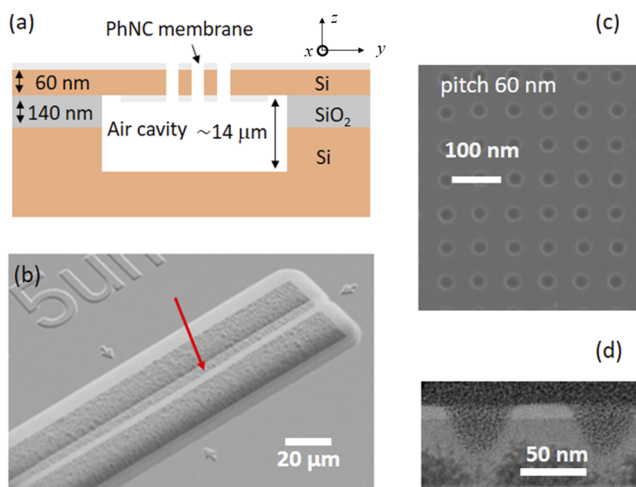 (a)
PhNC membrane
z
x
y
60 nm
Si
140 nm
Air cavity
~14 μm
SiO₂
Si
(b)
5um
20 μm
(c)
pitch 60 nm
100 nm
(d)
50 nm